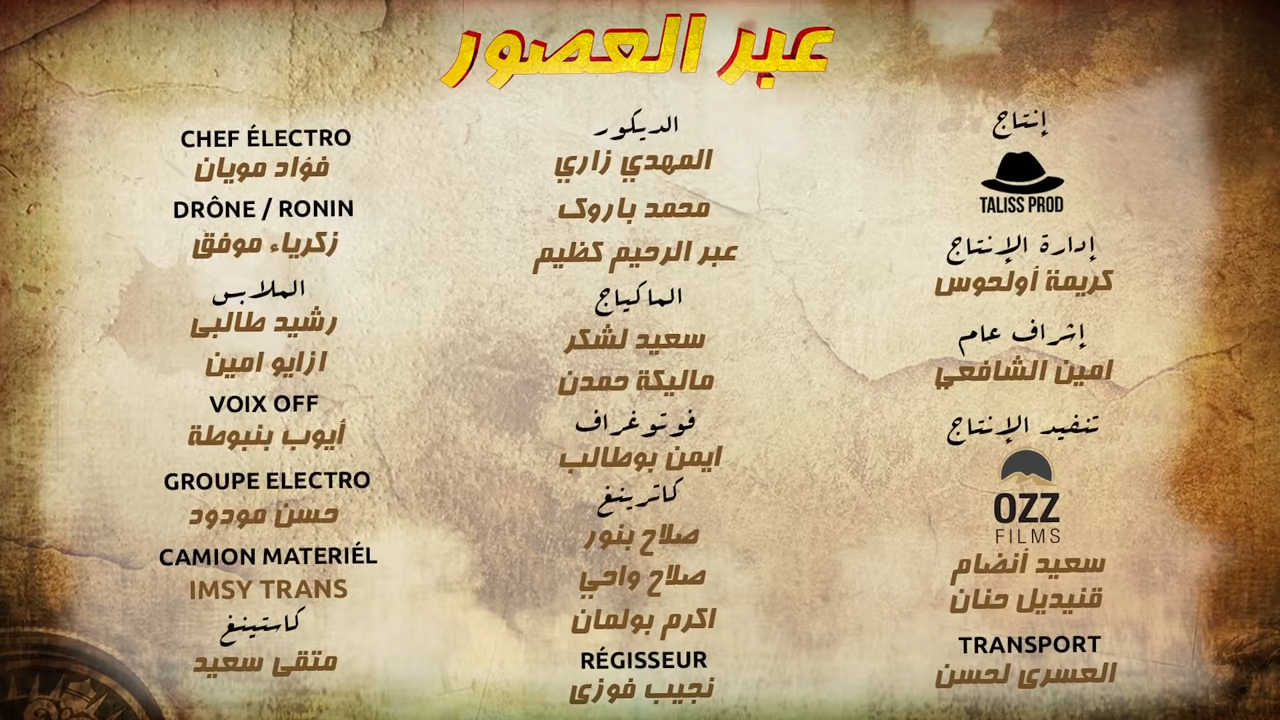 عبر العصور
إنتاج
TALISS PROD
إدارة الإنتاج
كريمة أولحوس
إشراف عام
امين الشافعي
تنفيد الإنتاج
OZZ
FILMS
سعيد أنضام
قنيديل حنان
TRANSPORT
العسرى لحسن
الديكور
المهدي زاري
محمد باروك
عبر الرحيم كظيم
الماكياج
سعيد لشكر
ماليكة حمدن
فوتوغراف
ايمن بوطالب
كاترينغ
صلاح بنور
صلاح واحي
اكرم بولمان
RÉGISSEUR
نجيب فوزى
CHEF ÉLECTRO
فؤاد مويان
DRÔNE / RONIN
زكرياء موفق
الملابس
رشيد طالبى
ازايو امين
VOIX OFF
أيوب بنبوطة
GROUPE ELECTRO
حسن مودود
CAMION MATERIÉL
IMSY TRANS
كاستينغ
متقى سعيد